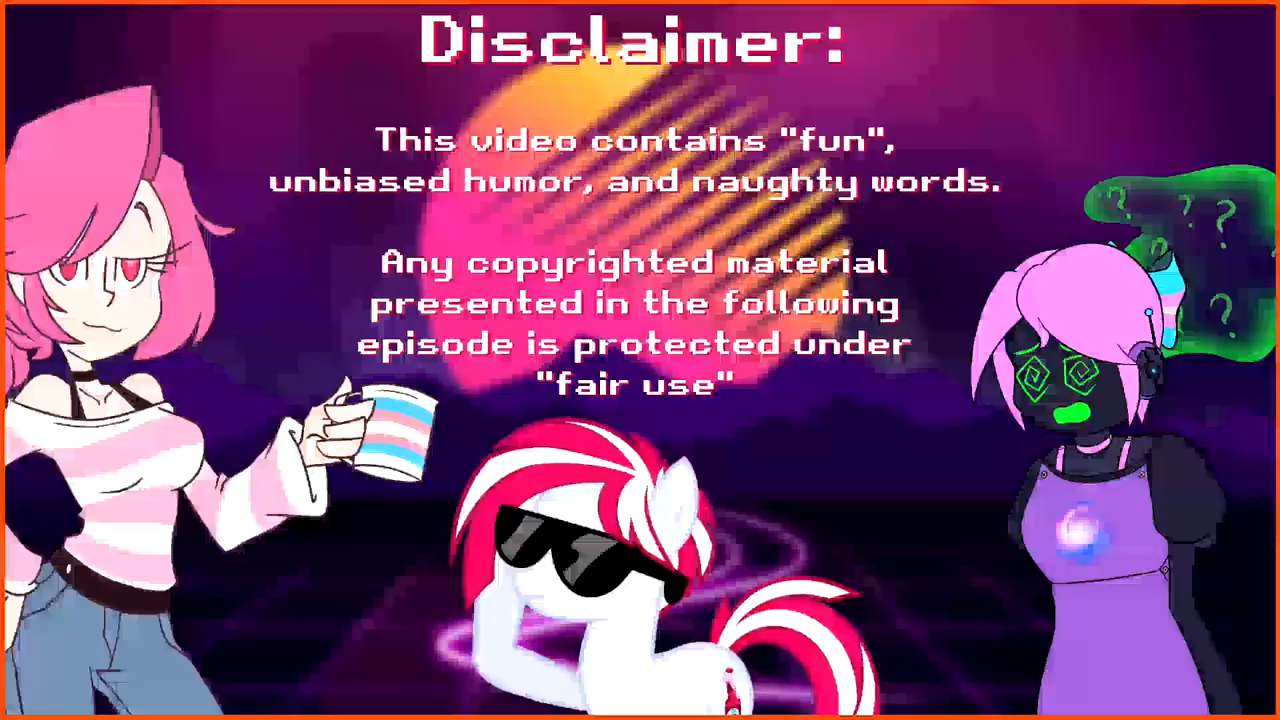 Disclaimer:
This video contains "fun",
unbiased humor, and naughty words.
Any copyrighted material
presented in the following
episode is protected under
"fair use"
? ? ?
?
?